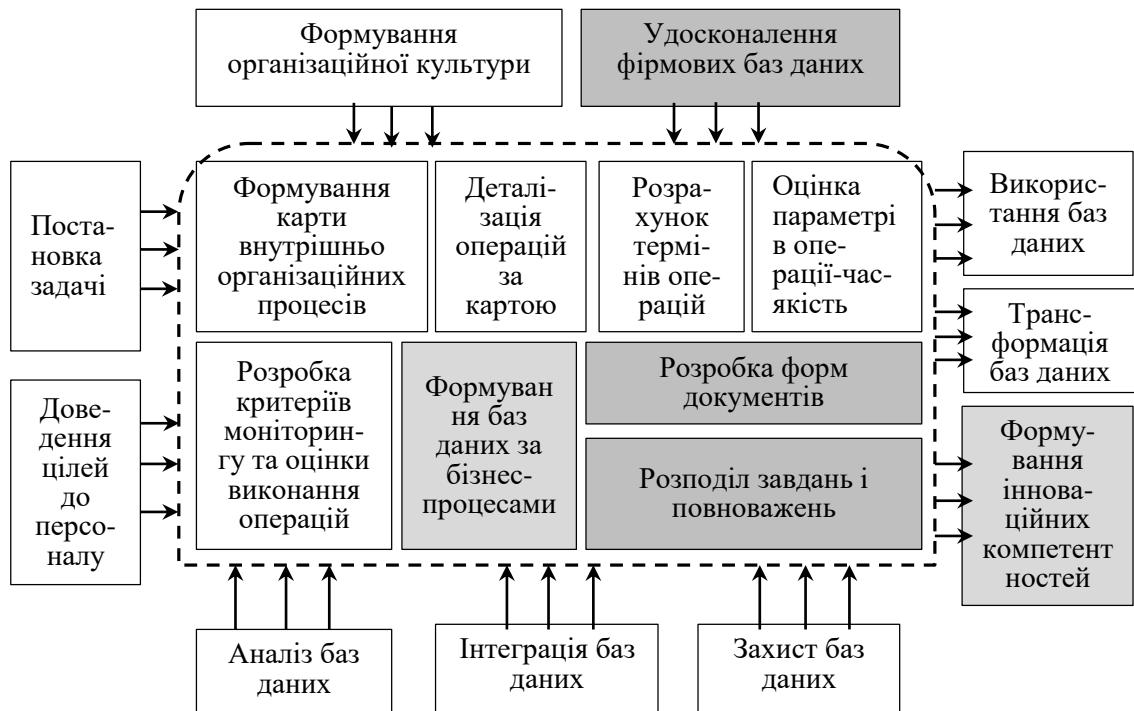 Формування
організаційної культури
Удосконалення
фірмових баз даних
Поста-
новка
задачі
Дове-
дення
цілей
до
персо-
налу
Формування
карти
внутрішньо
організаційних
процесів
Деталі-
зація
операцій
за
картою
Розра-
хунок
термі-
нів опе-
рацій
Оцінка
параметрі
в опе-
рації-час-
якість
Розробка
критеріїв
моніторин-
гу та оцінки
виконання
операцій
Формуван
ня баз
даних за
бізнес-
процесами
Розробка форм
документів
Розподіл завдань і
повноважень
Викорис-
тання баз
даних
Транс-
формація
баз даних
Форму-
вання
іннова-
ційних
компетент
ностей
Аналіз баз
даних
Інтеграція баз
даних
Захист баз
даних